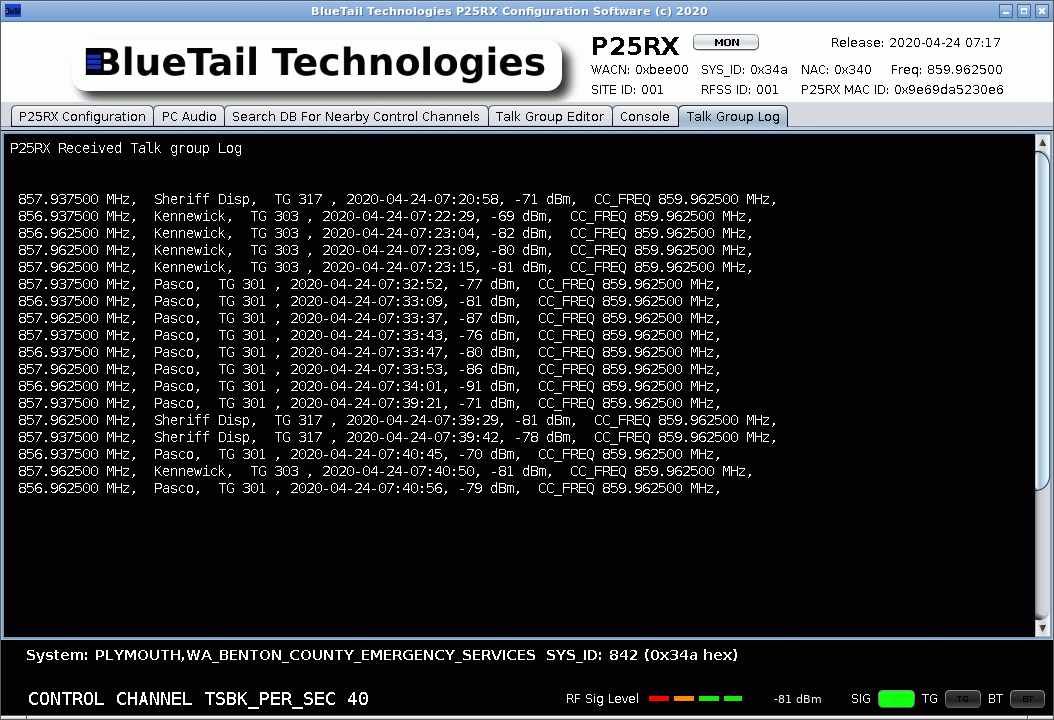 BlueTail Technologies P25RX Configuration Software (c) 2020
BlueTail Technologies
P25RX MON Release: 2020-04-24 07:17
WACN: 0xbee00 SYS_ID: 0x34a NAC: 0x340 Freq: 859.962500
SITE ID: 001 RFSS ID: 001 P25RX MAC ID: 0x9e69da5230e6
P25RX Configuration PC Audio Search DB For Nearby Control Channels Talk Group Editor Console Talk Group Log
P25RX Received Talk group Log
857.937500 MHz, Sheriff Disp, TG 317 , 2020-04-24-07:20:58, -71 dBm, CC_FREQ 859.962500 MHz,
856.937500 MHz, Kennewick, TG 303 , 2020-04-24-07:22:29, -69 dBm, CC_FREQ 859.962500 MHz,
856.962500 MHz, Kennewick, TG 303 , 2020-04-24-07:23:04, -82 dBm, CC_FREQ 859.962500 MHz,
857.962500 MHz, Kennewick, TG 303 , 2020-04-24-07:23:09, -80 dBm, CC_FREQ 859.962500 MHz,
857.962500 MHz, Kennewick, TG 303 , 2020-04-24-07:23:15, -81 dBm, CC_FREQ 859.962500 MHz,
857.937500 MHz, Pasco, TG 301 , 2020-04-24-07:32:52, -77 dBm, CC_FREQ 859.962500 MHz,
856.937500 MHz, Pasco, TG 301 , 2020-04-24-07:33:09, -81 dBm, CC_FREQ 859.962500 MHz,
857.962500 MHz, Pasco, TG 301 , 2020-04-24-07:33:37, -87 dBm, CC_FREQ 859.962500 MHz,
857.937500 MHz, Pasco, TG 301 , 2020-04-24-07:33:43, -76 dBm, CC_FREQ 859.962500 MHz,
856.937500 MHz, Pasco, TG 301 , 2020-04-24-07:33:47, -80 dBm, CC_FREQ 859.962500 MHz,
857.962500 MHz, Pasco, TG 301 , 2020-04-24-07:33:53, -86 dBm, CC_FREQ 859.962500 MHz,
856.962500 MHz, Pasco, TG 301 , 2020-04-24-07:34:01, -91 dBm, CC_FREQ 859.962500 MHz,
857.937500 MHz, Pasco, TG 301 , 2020-04-24-07:39:21, -71 dBm, CC_FREQ 859.962500 MHz,
857.962500 MHz, Sheriff Disp, TG 317 , 2020-04-24-07:39:29, -81 dBm, CC_FREQ 859.962500 MHz,
857.937500 MHz, Sheriff Disp, TG 317 , 2020-04-24-07:39:42, -78 dBm, CC_FREQ 859.962500 MHz,
856.937500 MHz, Pasco, TG 301 , 2020-04-24-07:40:45, -70 dBm, CC_FREQ 859.962500 MHz,
857.962500 MHz, Kennewick, TG 303 , 2020-04-24-07:40:50, -81 dBm, CC_FREQ 859.962500 MHz,
856.962500 MHz, Pasco, TG 301 , 2020-04-24-07:40:56, -79 dBm, CC_FREQ 859.962500 MHz,
System: PLYMOUTH,WA_BENTON_COUNTY_EMERGENCY_SERVICES SYS_ID: 842 (0x34a hex)
CONTROL CHANNEL TSBK_PER_SEC 40 RF Sig Level -81 dBm SIG TG TG BT BT